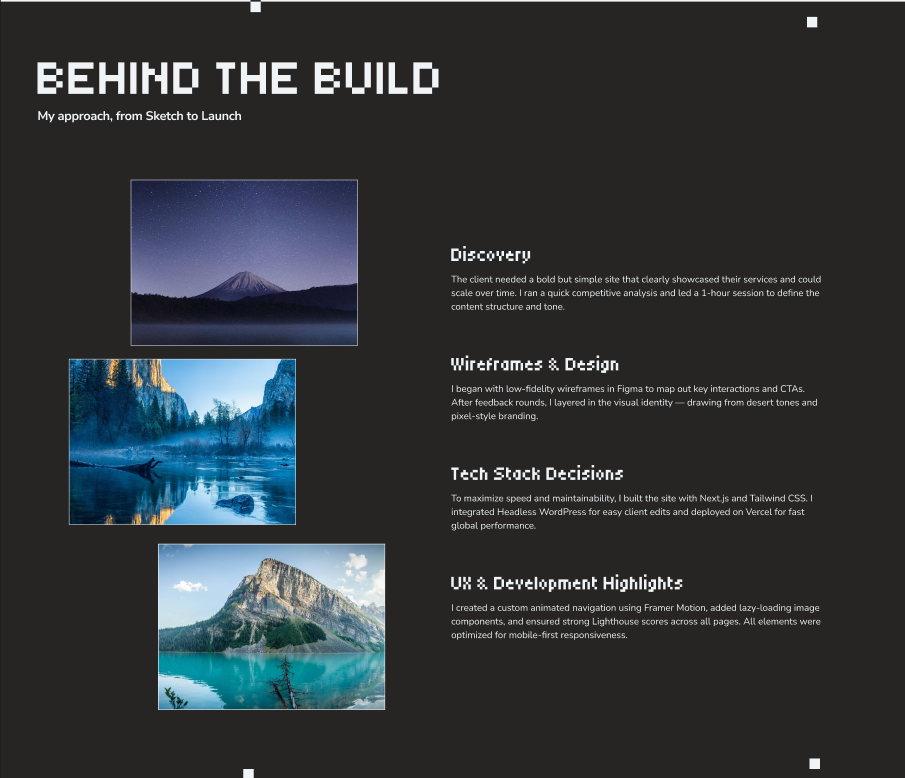 BEHIND THE BUILD
My approach, from Sketch to Launch
Discovery
The client needed a bold but simple site that clearly showcased their services and could
scale over time. I ran a quick competitive analysis and led a 1-hour session to define the
content structure and tone.
Wireframes & Design
I began with low-fidelity wireframes in Figma to map out key interactions and CTAs.
After feedback rounds, I layered in the visual identity — drawing from desert tones and
pixel-style branding.
Tech Stack Decisions
To maximize speed and maintainability, I built the site with Next.js and Tailwind CSS. I
integrated Headless WordPress for easy client edits and deployed on Vercel for fast
global performance.
UX & Development Highlights
I created a custom animated navigation using Framer Motion, added lazy-loading image
components, and ensured strong Lighthouse scores across all pages. All elements were
optimized for mobile-first responsiveness.